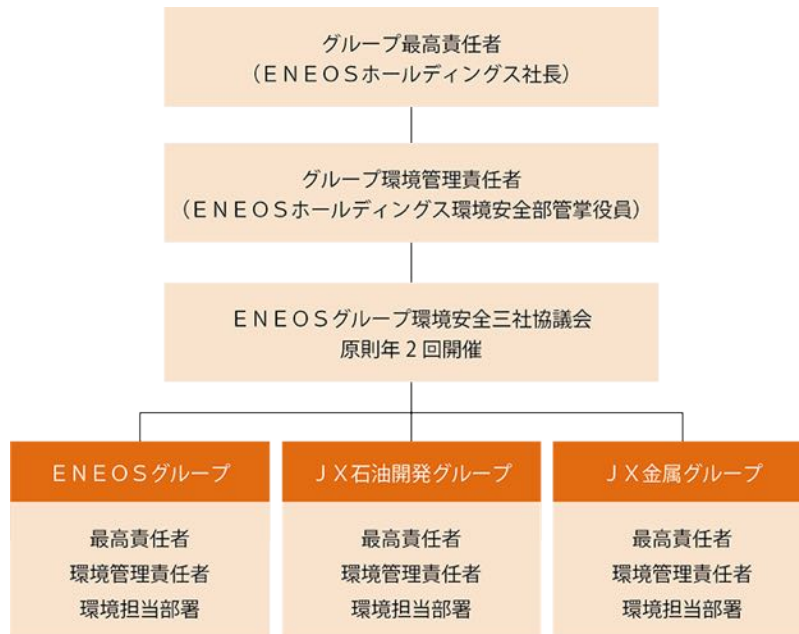 グループ最高責任者
（ＥＮＥＯＳホールディングス社長）
グループ環境管理責任者
（ＥＮＥＯＳホールディングス環境安全部管掌役員）
ＥＮＥＯＳグループ環境安全三社協議会
原則年２回開催
ＥＮＥＯＳグループ
最高責任者
環境管理責任者
環境担当部署
ＪＸ石油開発グループ
最高責任者
環境管理責任者
環境担当部署
ＪＸ金属グループ
最高責任者
環境管理責任者
環境担当部署